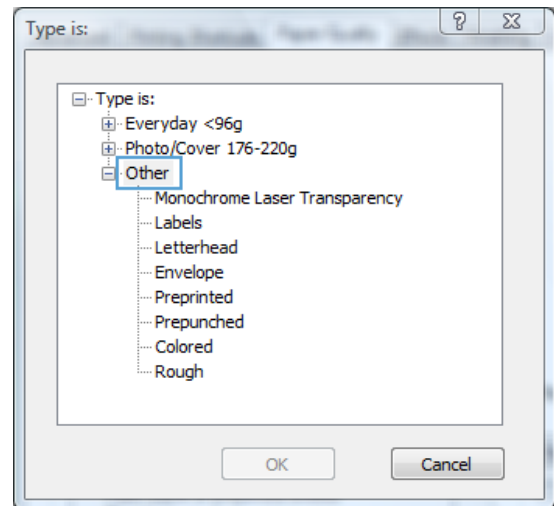 Type is:
Type is:
Everyday <96g
Photo/Cover 176-220g
Other
Monochrome Laser Transparency
Labels
Letterhead
Envelope
Preprinted
Prepunched
Colored
Rough
OK
Cancel